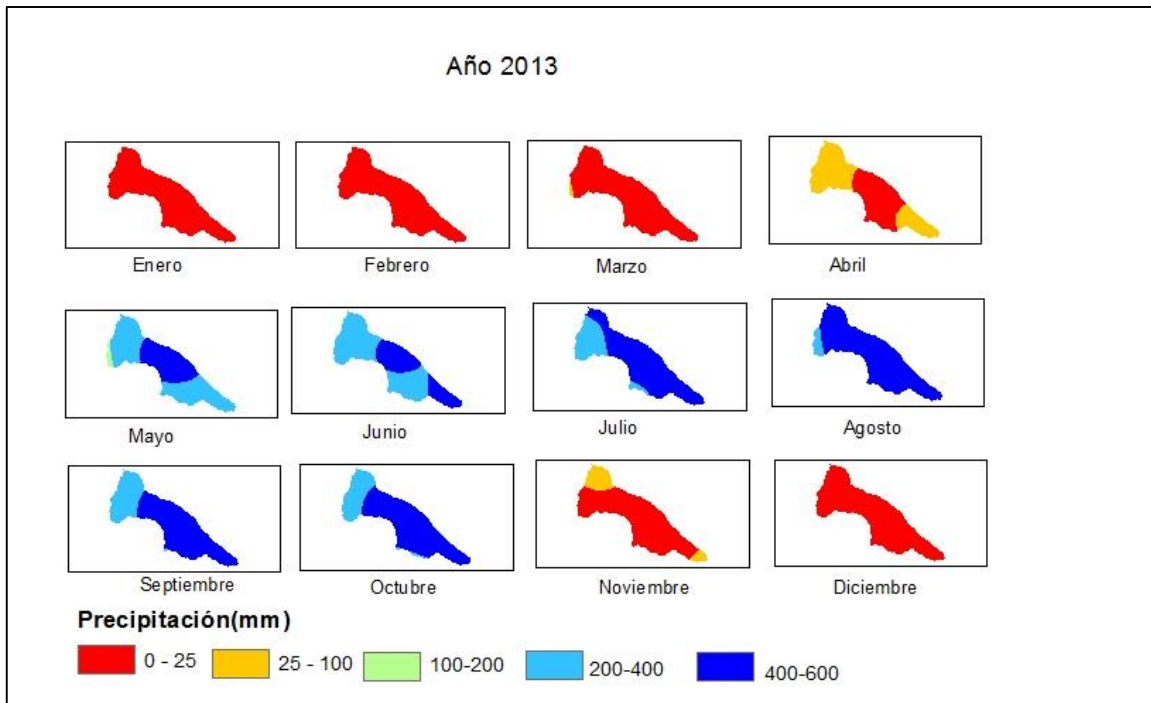 Año 2013
Enero
Febrero
Marzo
Abril
Mayo
Junio
Julio
Agosto
Septiembre
Octubre
Noviembre
Diciembre
Precipitación(mm)
0 - 25
25 - 100
100-200
200-400
400-600